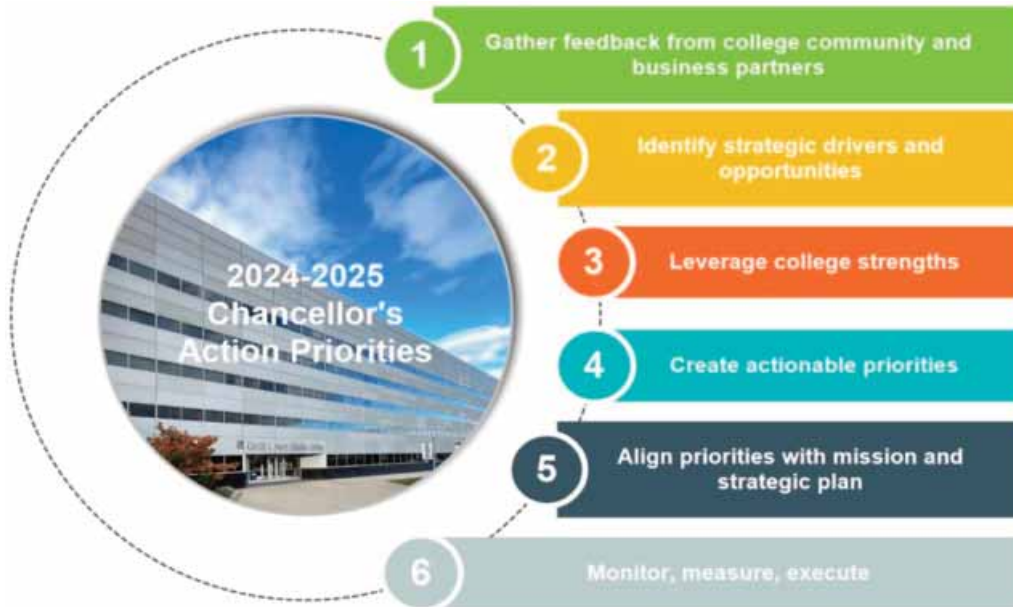 2024-2025
Chancellor's
Action Priorities
1
Gather feedback from college community and
business partners
2
Identify strategic drivers and
opportunities
3
Leverage college strengths
4
Create actionable priorities
5
Align priorities with mission and
strategic plan
6
Monitor, measure, execute